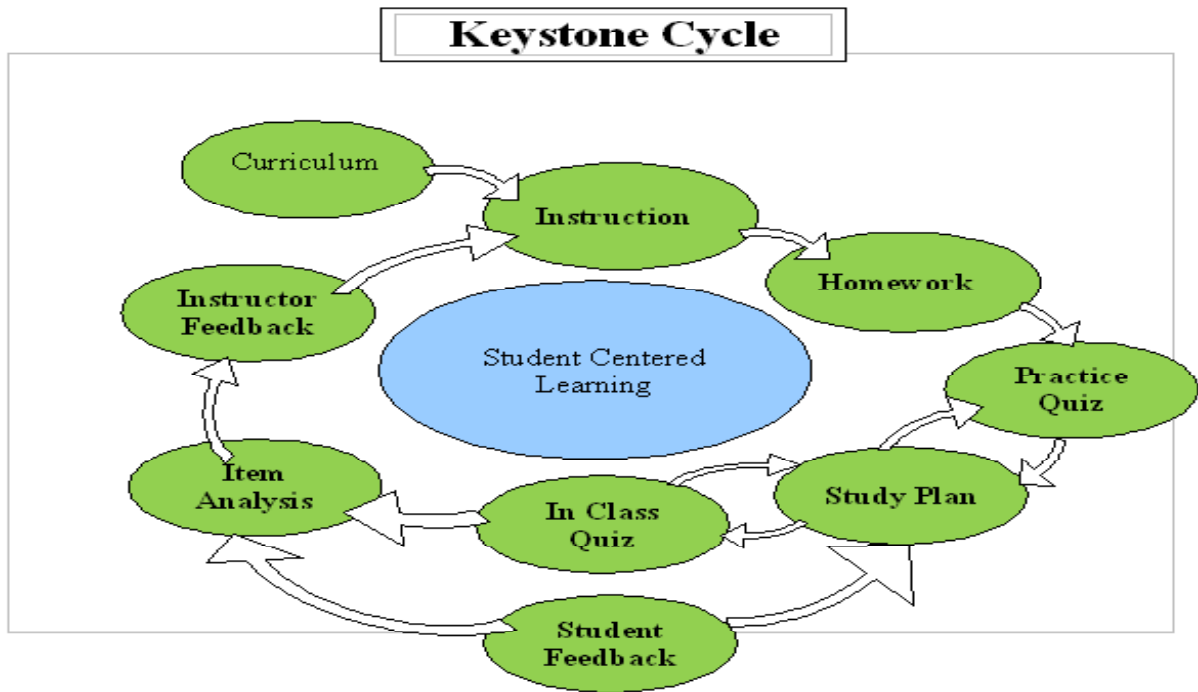 Keystone Cycle
Curriculum
Instruction
Homework
Instructor
Feedback
Student Centered
Learning
Practice
Quiz
Item
Analysis
In Class
Quiz
Study Plan
Student
Feedback